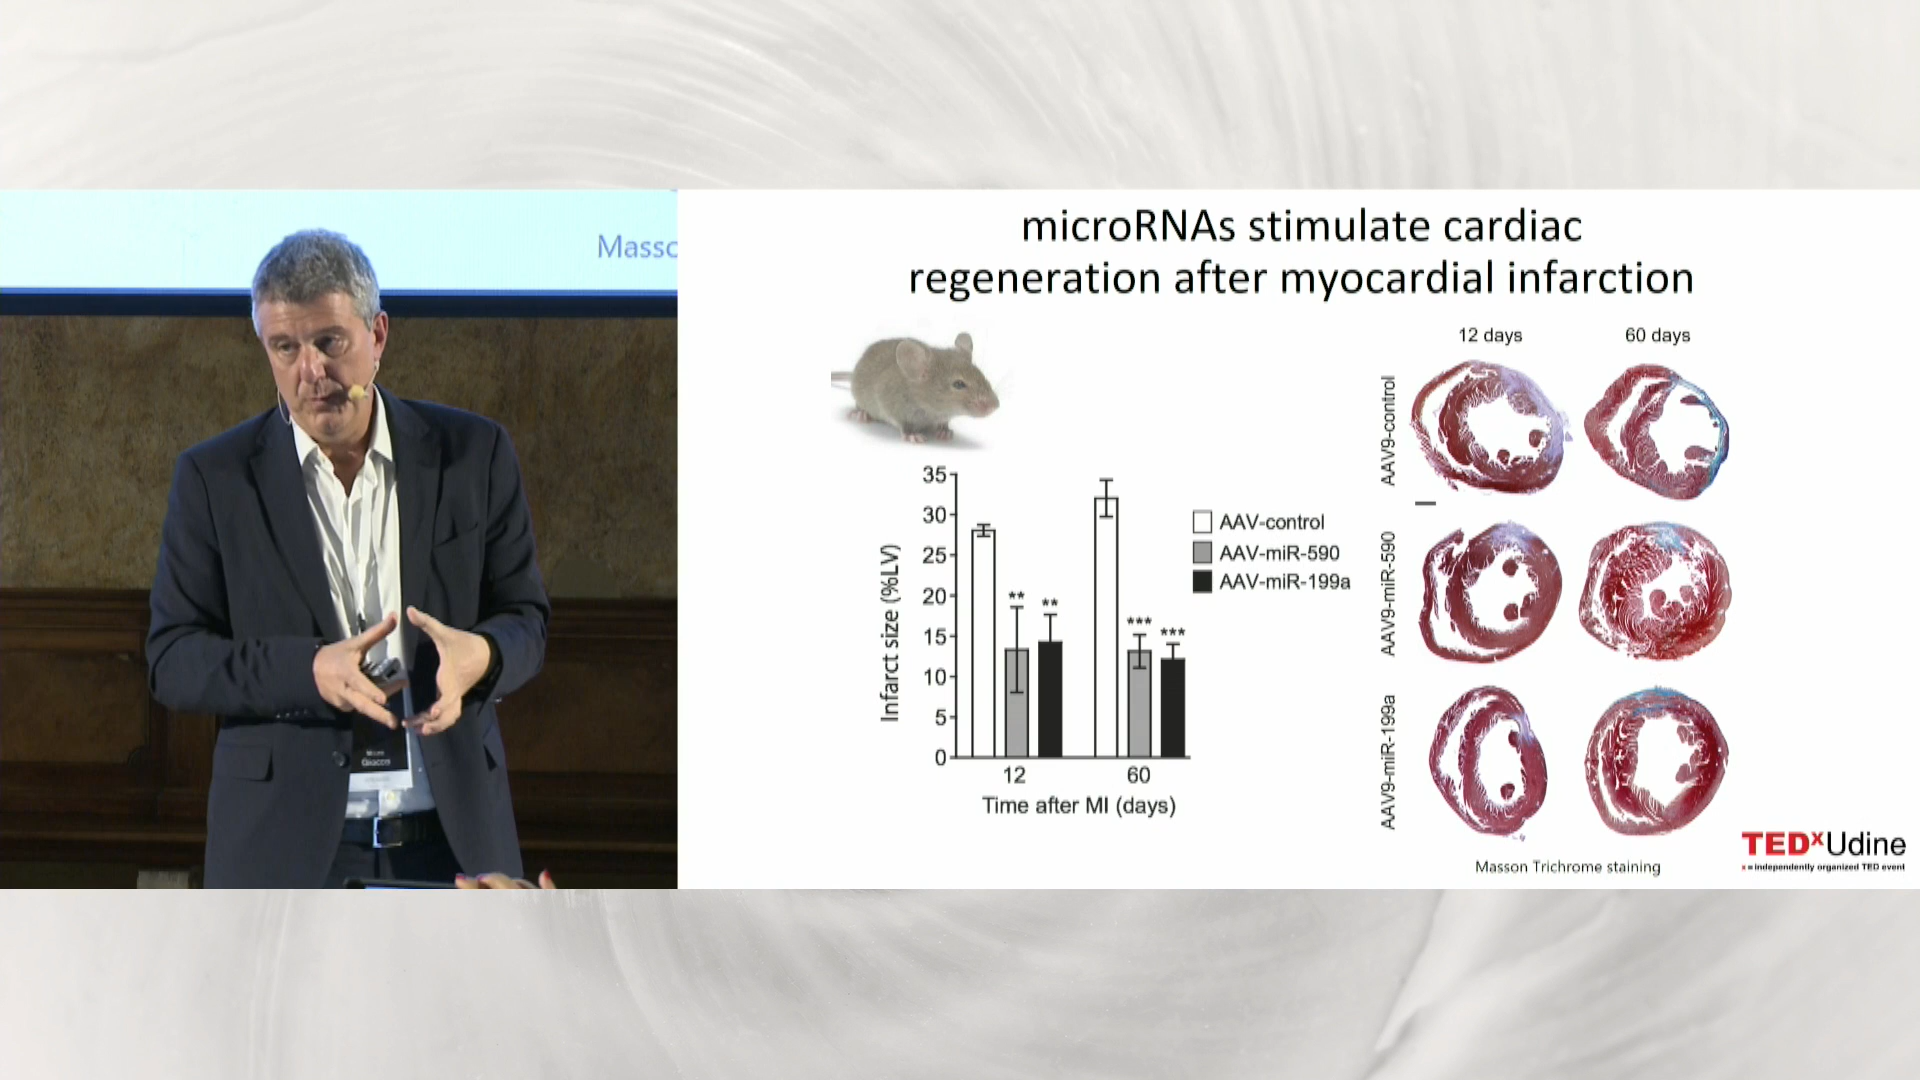 Massc
microRNAs stimulate cardiac
regeneration after myocardial infarction
12 days
60 days
AAV9-control
AAV9-miR-590
AAV9-miR-199a
35
30
25
20
15
10
5
0
Infarct size (%LV)
**
**
***
***
12
60
Time after MI (days)
AAV-control
AAV-miR-590
AAV-miR-199a
Masson Trichrome staining
TEDxUdine
x = independently organized TED event
Giacca